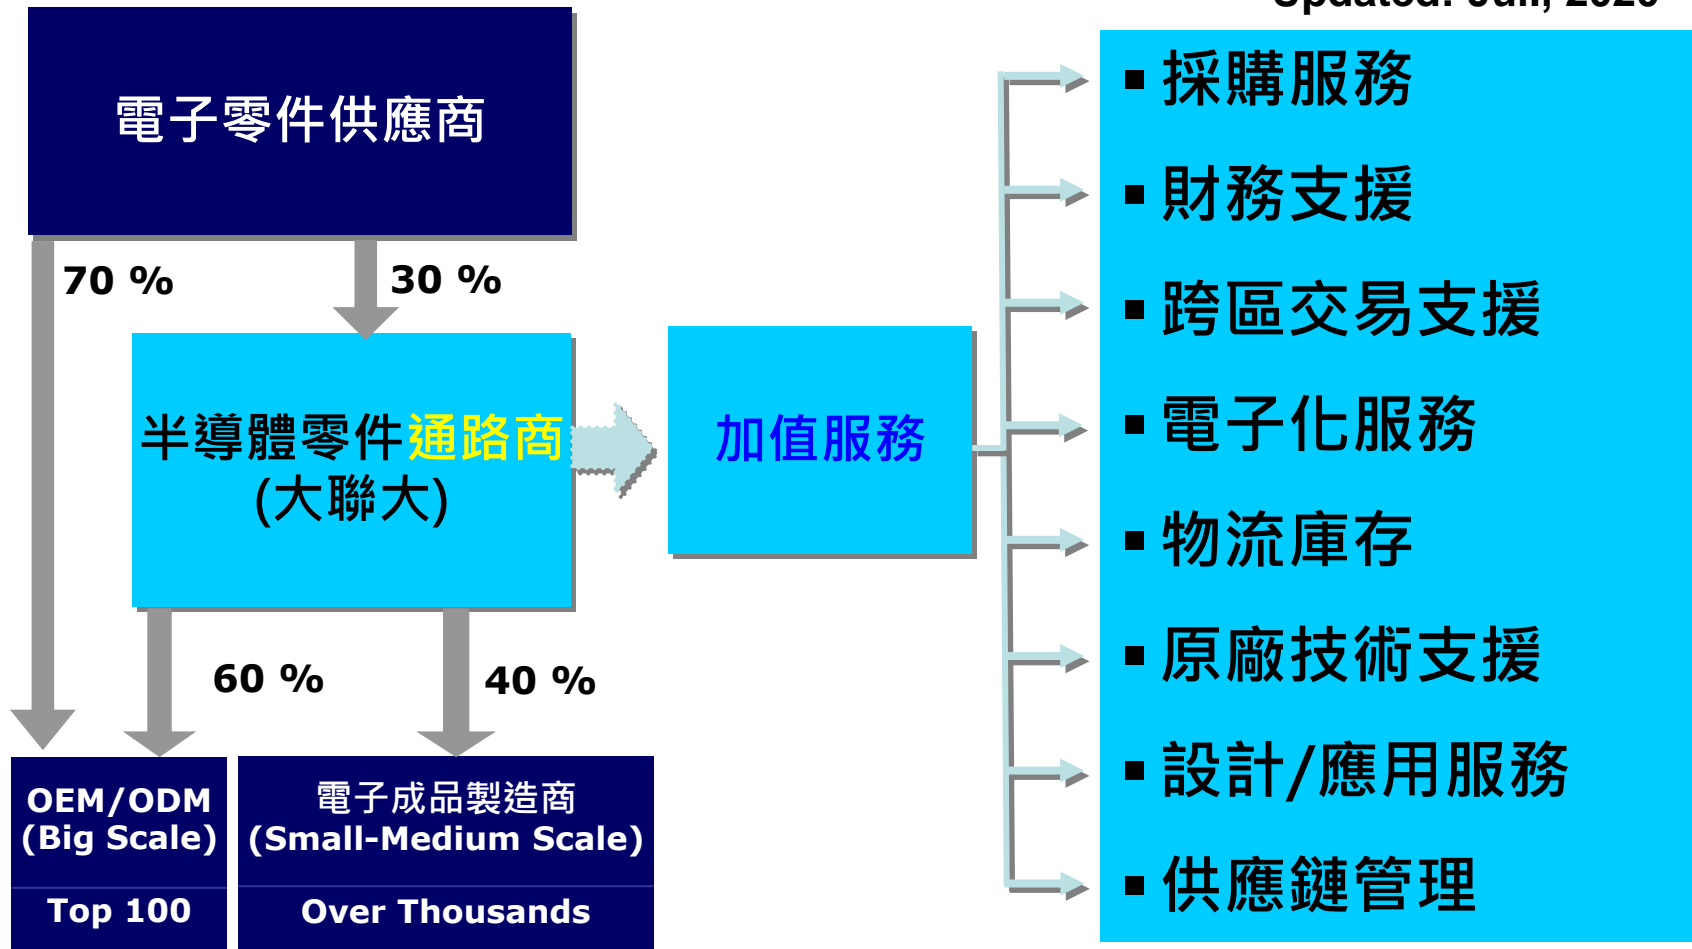 電子零件供應商
70 %
30 %
半導體零件通路商
(大聯大)
加值服務
60 %
40 %
OEM/ODM
(Big Scale)
Top 100
電子成品製造商
(Small-Medium Scale)
Over Thousands
▪ 採購服務
▪ 財務支援
▪ 跨區交易支援
▪ 電子化服務
▪ 物流庫存
▪ 原廠技術支援
▪ 設計/應用服務
▪ 供應鏈管理